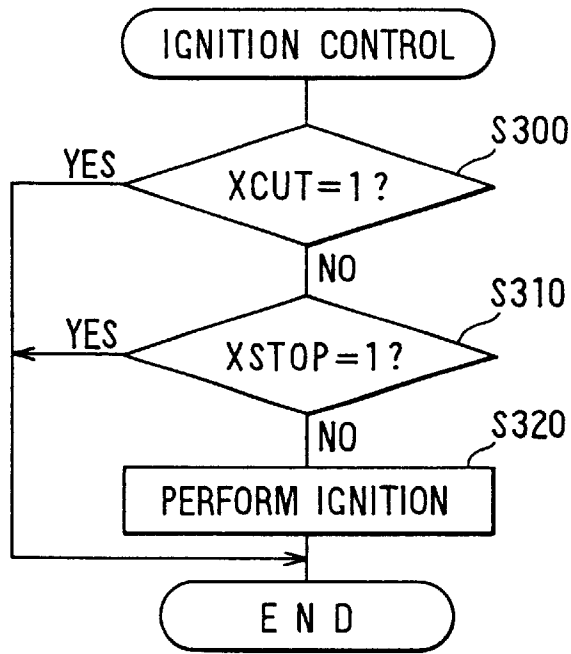 IGNITION CONTROL
S300
YES
XCUT=1?
NO
S310
YES
XSTOP=1?
NO
S320
PERFORM IGNITION
END